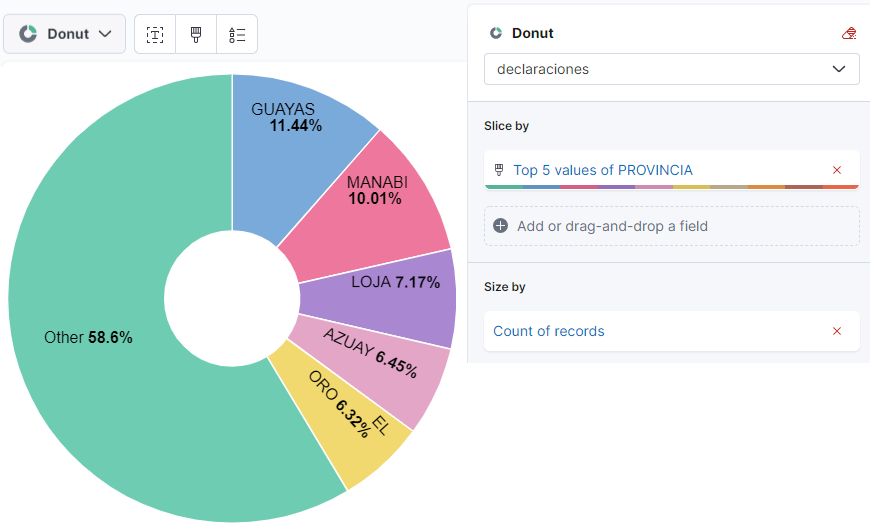 Donut
GUAYAS
11.44%
MANABI
10.01%
LOJA 7.17%
AZUAY 6.45%
EL
ORO 6.32%
Other 58.6%
Donut
declaraciones
Slice by
Top 5 values of PROVINCIA
Add or drag-and-drop a field
Size by
Count of records